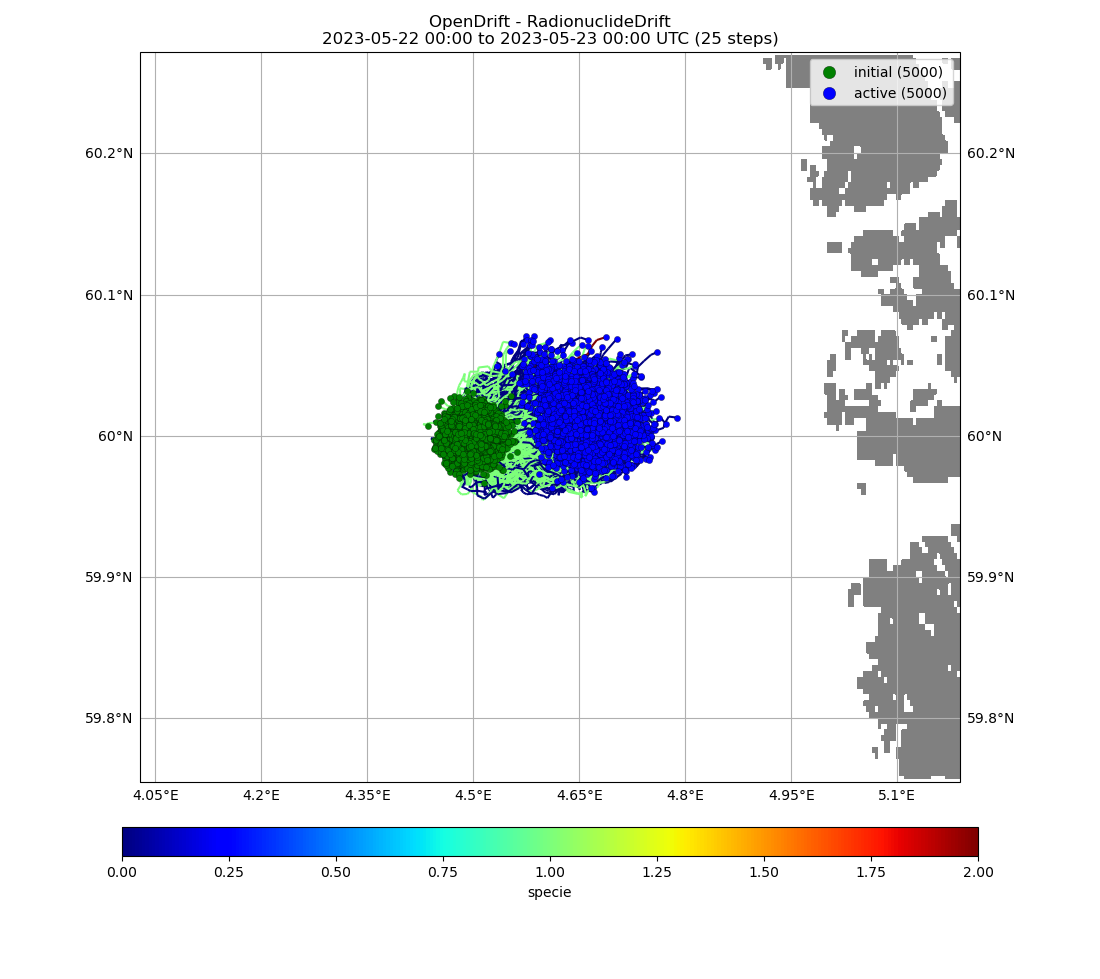 OpenDrift - RadionuclideDrift
2023-05-22 00:00 to 2023-05-23 00:00 UTC (25 steps)
initial (5000)
active (5000)
60.2°N
60.2°N
60.1°N
60.1°N
60°N
60°N
59.9°N
59.9°N
59.8°N
59.8°N
4.05°E 4.2°E 4.35°E 4.5°E 4.65°E 4.8°E 4.95°E 5.1°E
0.00 0.25 0.50 0.75 1.00 1.25 1.50 1.75 2.00
specie